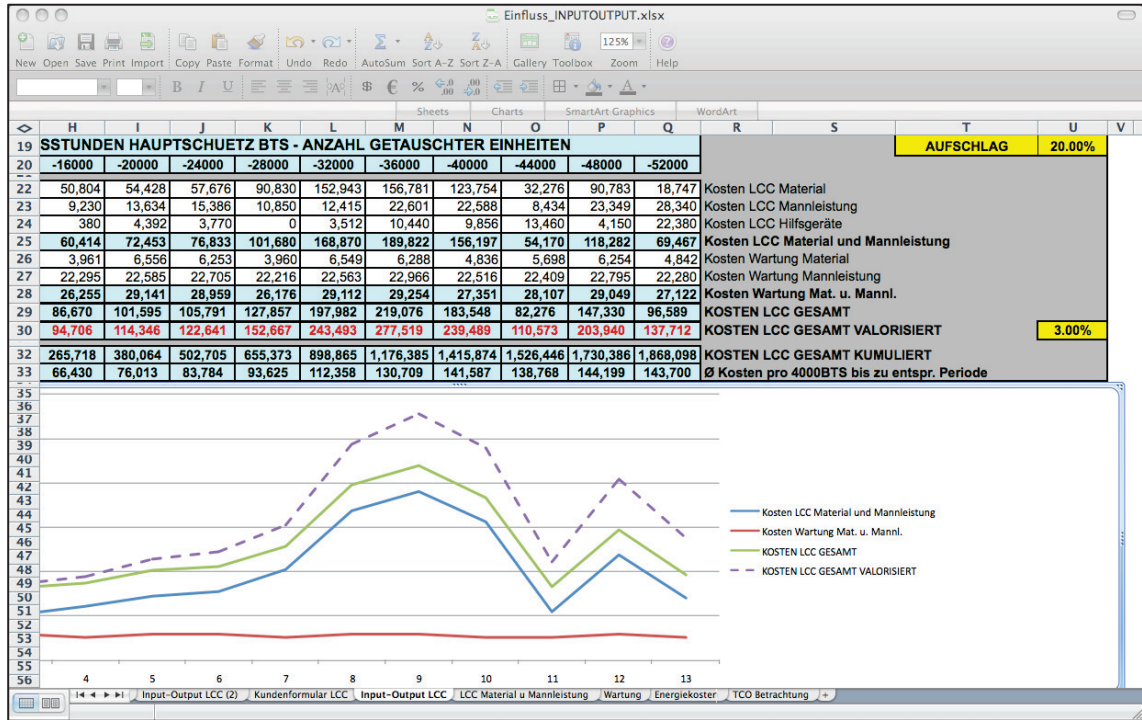 Einfluss_INPUTOUTPUT.xlsx
125%
New Open Save Print Import Copy Paste Format Undo Redo AutoSum Sort A-Z Sort Z-A Gallery Toolbox Zoom Help
B I U ABC $ € % ,00 A
Sheets Charts SmartArt Graphics WordArt
H I J K L M N O P Q R S T U V
19 SSTUNDEN HAUPTSCHUETZ BTS - ANZAHL GETAUSCHTER EINHEITEN AUFSCHLAG 20.00%
20 -16000 -20000 -24000 -28000 -32000 -36000 -40000 -44000 -48000 -52000
22 50,804 54,428 57,676 90,830 152,943 156,781 123,754 32,276 90,783 18,747 Kosten LCC Material
23 9,230 13,634 15,386 10,850 12,415 22,601 22,588 8,434 23,349 28,340 Kosten LCC Mannleistung
24 380 4,392 3,770 0 3,512 10,440 9,856 13,460 4,150 22,380 Kosten LCC Hilfsgeräte
25 60,414 72,453 76,833 101,680 168,870 189,822 156,197 54,170 118,282 69,467 Kosten LCC Material und Mannleistung
26 3,961 6,556 6,253 3,960 6,549 6,288 4,836 5,698 6,254 4,842 Kosten Wartung Material
27 22,295 22,585 22,705 22,216 22,563 22,966 22,516 22,409 22,795 22,280 Kosten Wartung Mannleistung
28 26,255 29,141 28,959 26,176 29,112 29,254 27,351 28,107 29,049 27,122 Kosten Wartung Mat. u. Mannl.
29 86,670 101,595 105,791 127,857 197,982 219,076 183,548 82,276 147,330 96,589 KOSTEN LCC GESAMT
30 94,706 114,346 122,641 152,667 243,493 277,519 239,489 110,573 203,940 137,712 KOSTEN LCC GESAMT VALORISIERT 3.00%
32 265,718 380,064 502,705 655,373 898,865 1,176,385 1,415,874 1,526,446 1,730,386 1,868,098 KOSTEN LCC GESAMT KUMULIERT
33 66,430 76,013 83,784 93,625 112,358 130,709 141,587 138,768 144,199 143,700 Ø Kosten pro 4000BTS bis zu entspr. Periode
35
36
37
38
39
40
41
42
43
44
45
46
47
48
49
50
51
52
53
54
55
56
Kosten LCC Material und Mannleistung
Kosten Wartung Mat. u. Mannl.
KOSTEN LCC GESAMT
KOSTEN LCC GESAMT VALORISIERT
4 5 6 7 8 9 10 11 12 13
Input-Output LCC (2) Kundenformular LCC Input-Output LCC LCC Material u Mannleistung Wartung Energiekosten TCO Betrachtung +